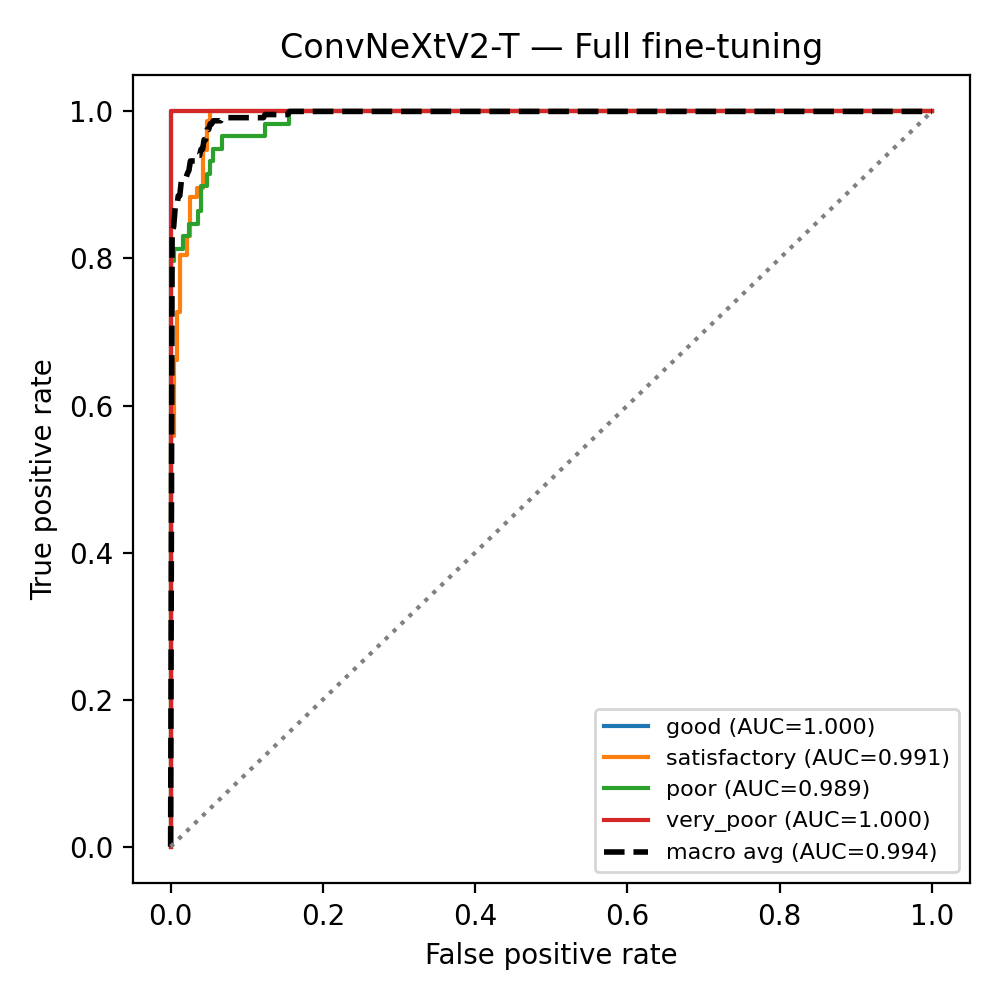 ConvNeXtV2-T — Full fine-tuning
True positive rate
1.0
0.8
0.6
0.4
0.2
0.0
0.0 0.2 0.4 0.6 0.8 1.0
False positive rate
good (AUC=1.000)
satisfactory (AUC=0.991)
poor (AUC=0.989)
very_poor (AUC=1.000)
macro avg (AUC=0.994)